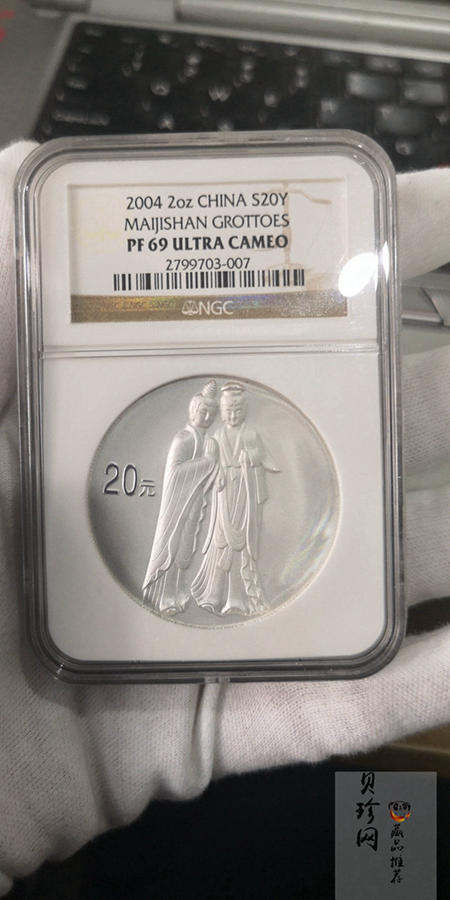 2004 2oz CHINA S20Y
MAIJISHAN GROTTOES
PF 69 ULTRA CAMEO
2799703-007
NGC
20元
贝珍网
藏品推荐